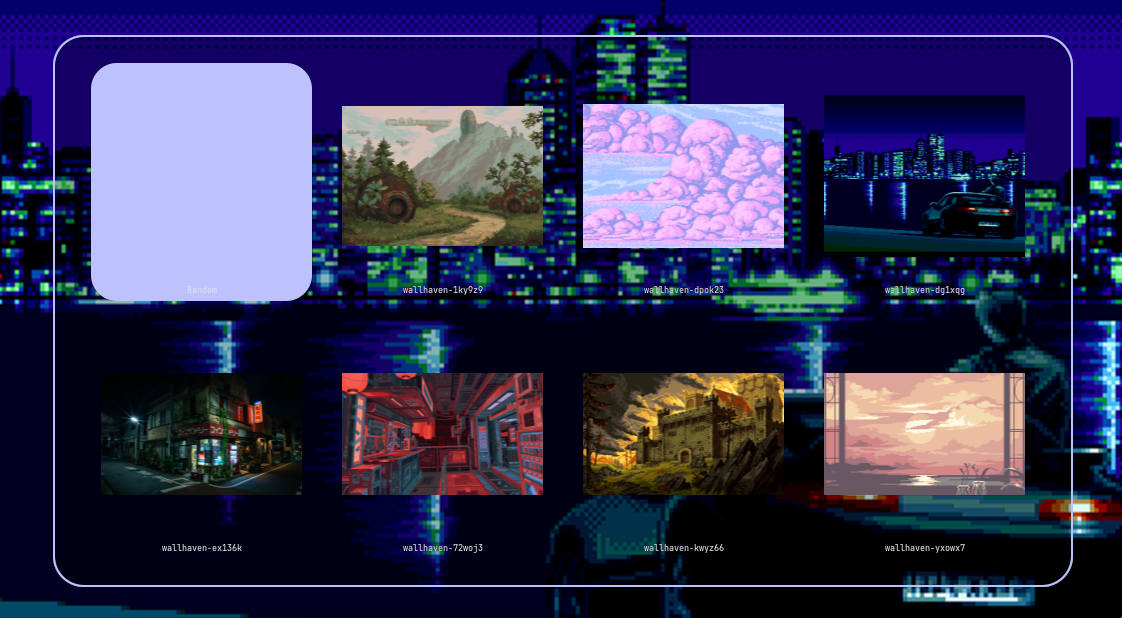 Random
wallhaven-1ky9z9
wallhaven-dpok23
wallhaven-dg1xqg
wallhaven-ex136k
wallhaven-72woj3
wallhaven-kwyz66
wallhaven-yxowx7